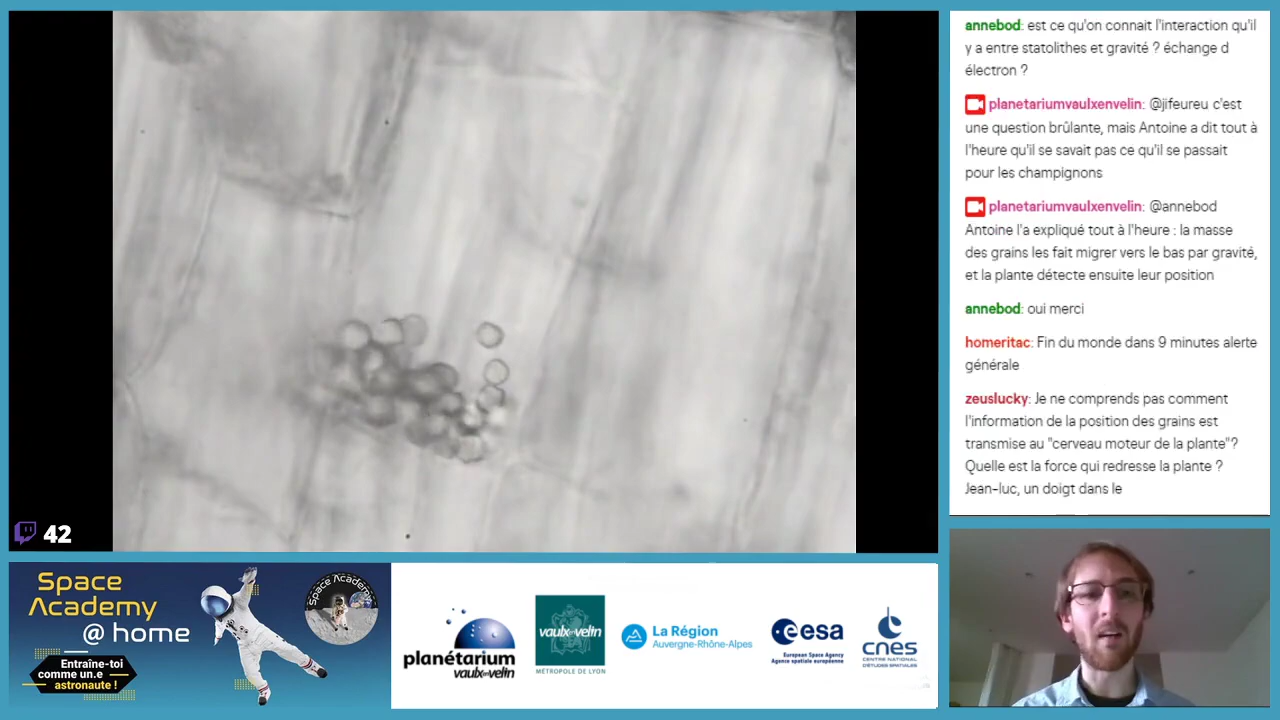 annebod: est ce qu'on connait l'interaction qu'il
y a entre statolithes et gravité ? échange d
électron ?
planetariumvaulxenvelin: @jifeureu c'est
une question brûlante, mais Antoine a dit tout à
l'heure qu'il se savait pas ce qu'il se passait
pour les champignons
planetariumvaulxenvelin: @annebod
Antoine l'a expliqué tout à l'heure : la masse
des grains les fait migrer vers le bas par gravité,
et la plante détecte ensuite leur position
annebod: oui merci
homeritac: Fin du monde dans 9 minutes alerte
générale
zeuslucky: Je ne comprends pas comment
l'information de la position des grains est
transmise au "cerveau moteur de la plante"?
Quelle est la force qui redresse la plante ?
Jean-luc, un doigt dans le
42
Space
Academy
@ home
Entraîne-toi
comme un.e
astronaute !
Space Academy
planétarium
vaulx en velin
vaulx en velin
MÉTROPOLE DE LYON
La Région
Auvergne-Rhône-Alpes
esa
European Space Agency
Agence spatiale européenne
cnes
CENTRE NATIONAL
D'ÉTUDES SPATIALES